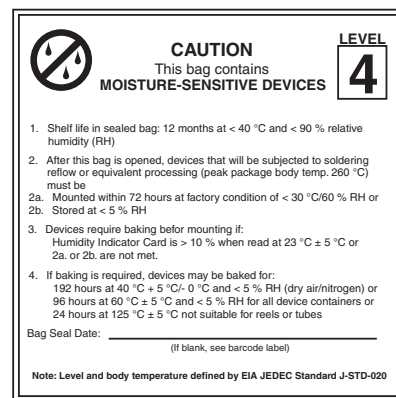 CAUTION
This bag contains
MOISTURE-SENSITIVE DEVICES
LEVEL
4
1. Shelf life in sealed bag: 12 months at < 40 °C and < 90 % relative
humidity (RH)
2. After this bag is opened, devices that will be subjected to soldering
reflow or equivalent processing (peak package body temp. 260 °C)
must be
2a. Mounted within 72 hours at factory condition of < 30 °C/60 % RH or
2b. Stored at < 5 % RH
3. Devices require baking befor mounting if:
Humidity Indicator Card is > 10 % when read at 23 °C ± 5 °C or
2a. or 2b. are not met.
4. If baking is required, devices may be baked for:
192 hours at 40 °C + 5 °C/- 0 °C and < 5 % RH (dry air/nitrogen) or
96 hours at 60 °C ± 5 °C and < 5 % RH for all device containers or
24 hours at 125 °C ± 5 °C not suitable for reels or tubes
Bag Seal Date:
(If blank, see barcode label)
Note: Level and body temperature defined by EIA JEDEC Standard J-STD-020